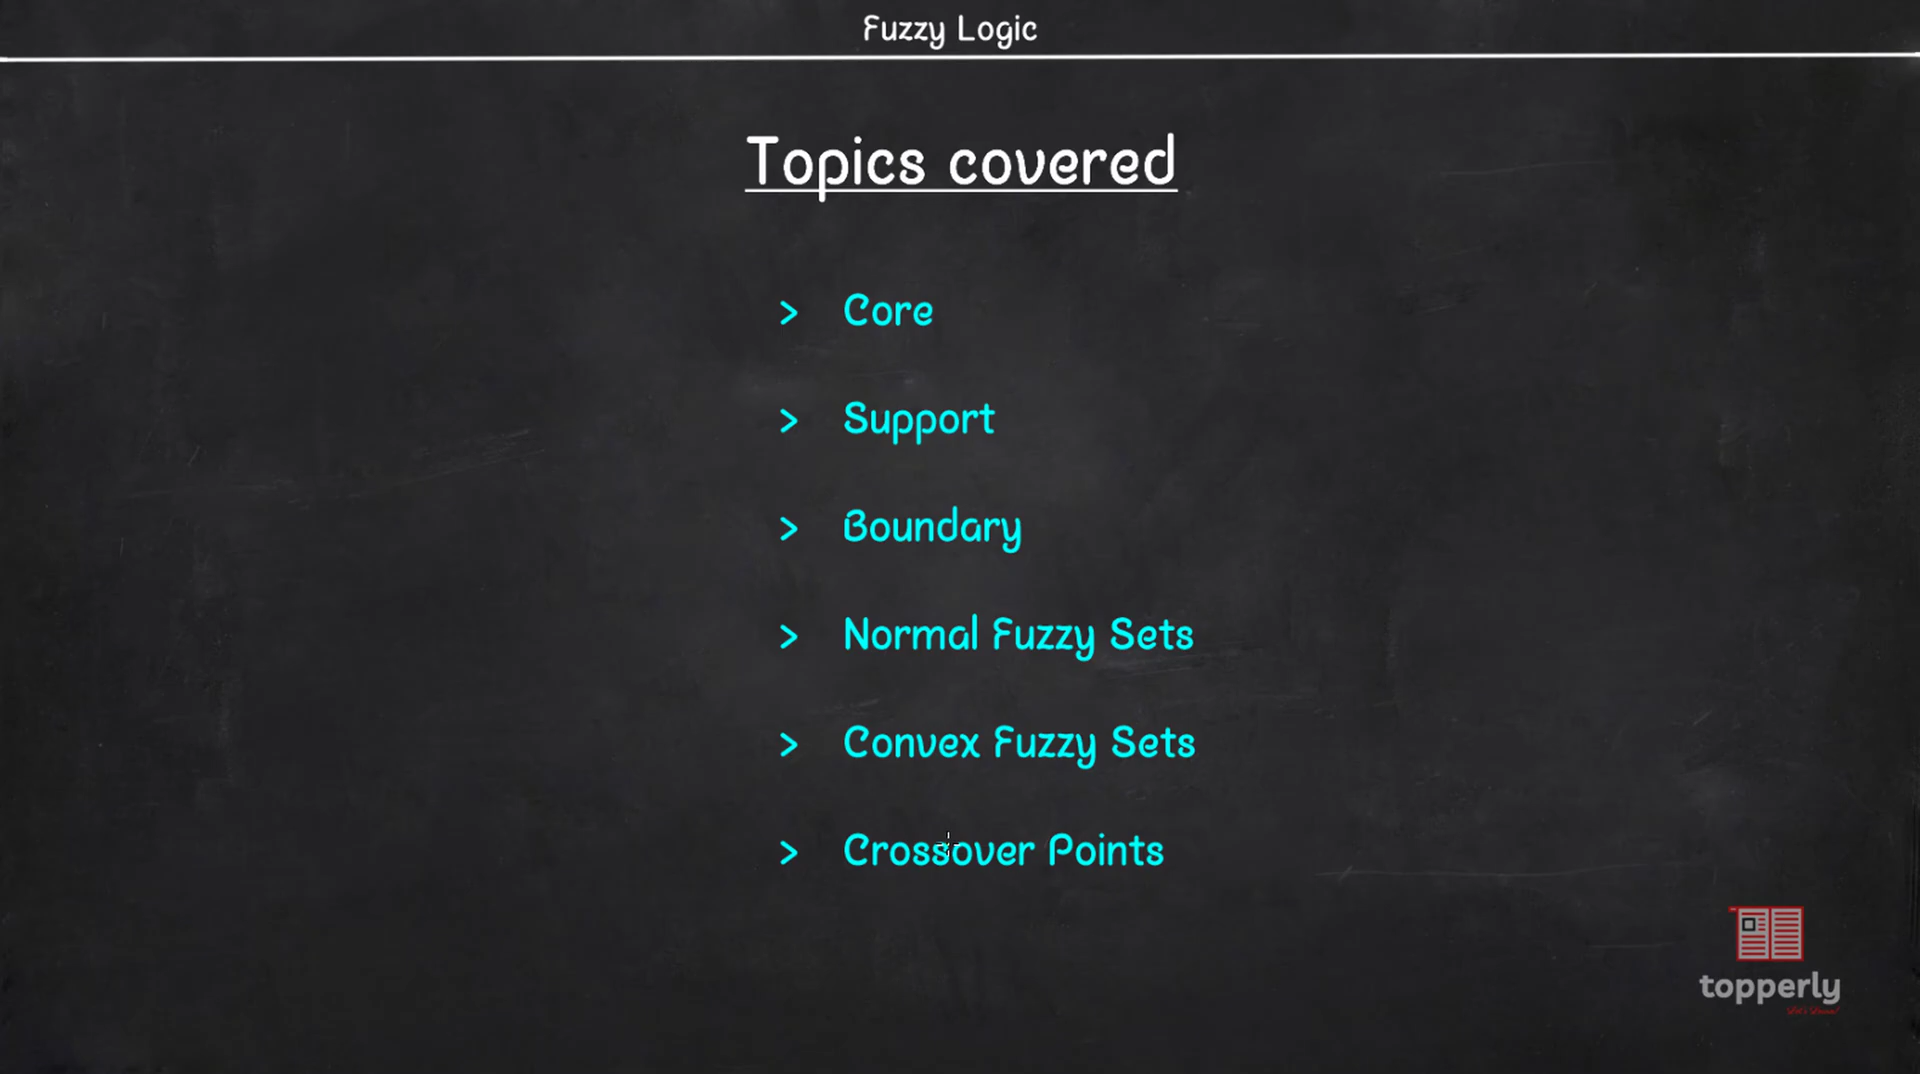 Fuzzy Logic
Topics covered
> Core
> Support
> Boundary
> Normal Fuzzy Sets
> Convex Fuzzy Sets
> Crossover Points
topperly